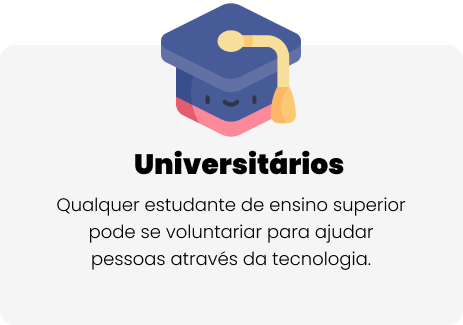 Universitários
Qualquer estudante de ensino superior
pode se voluntariar para ajudar
pessoas através da tecnologia.